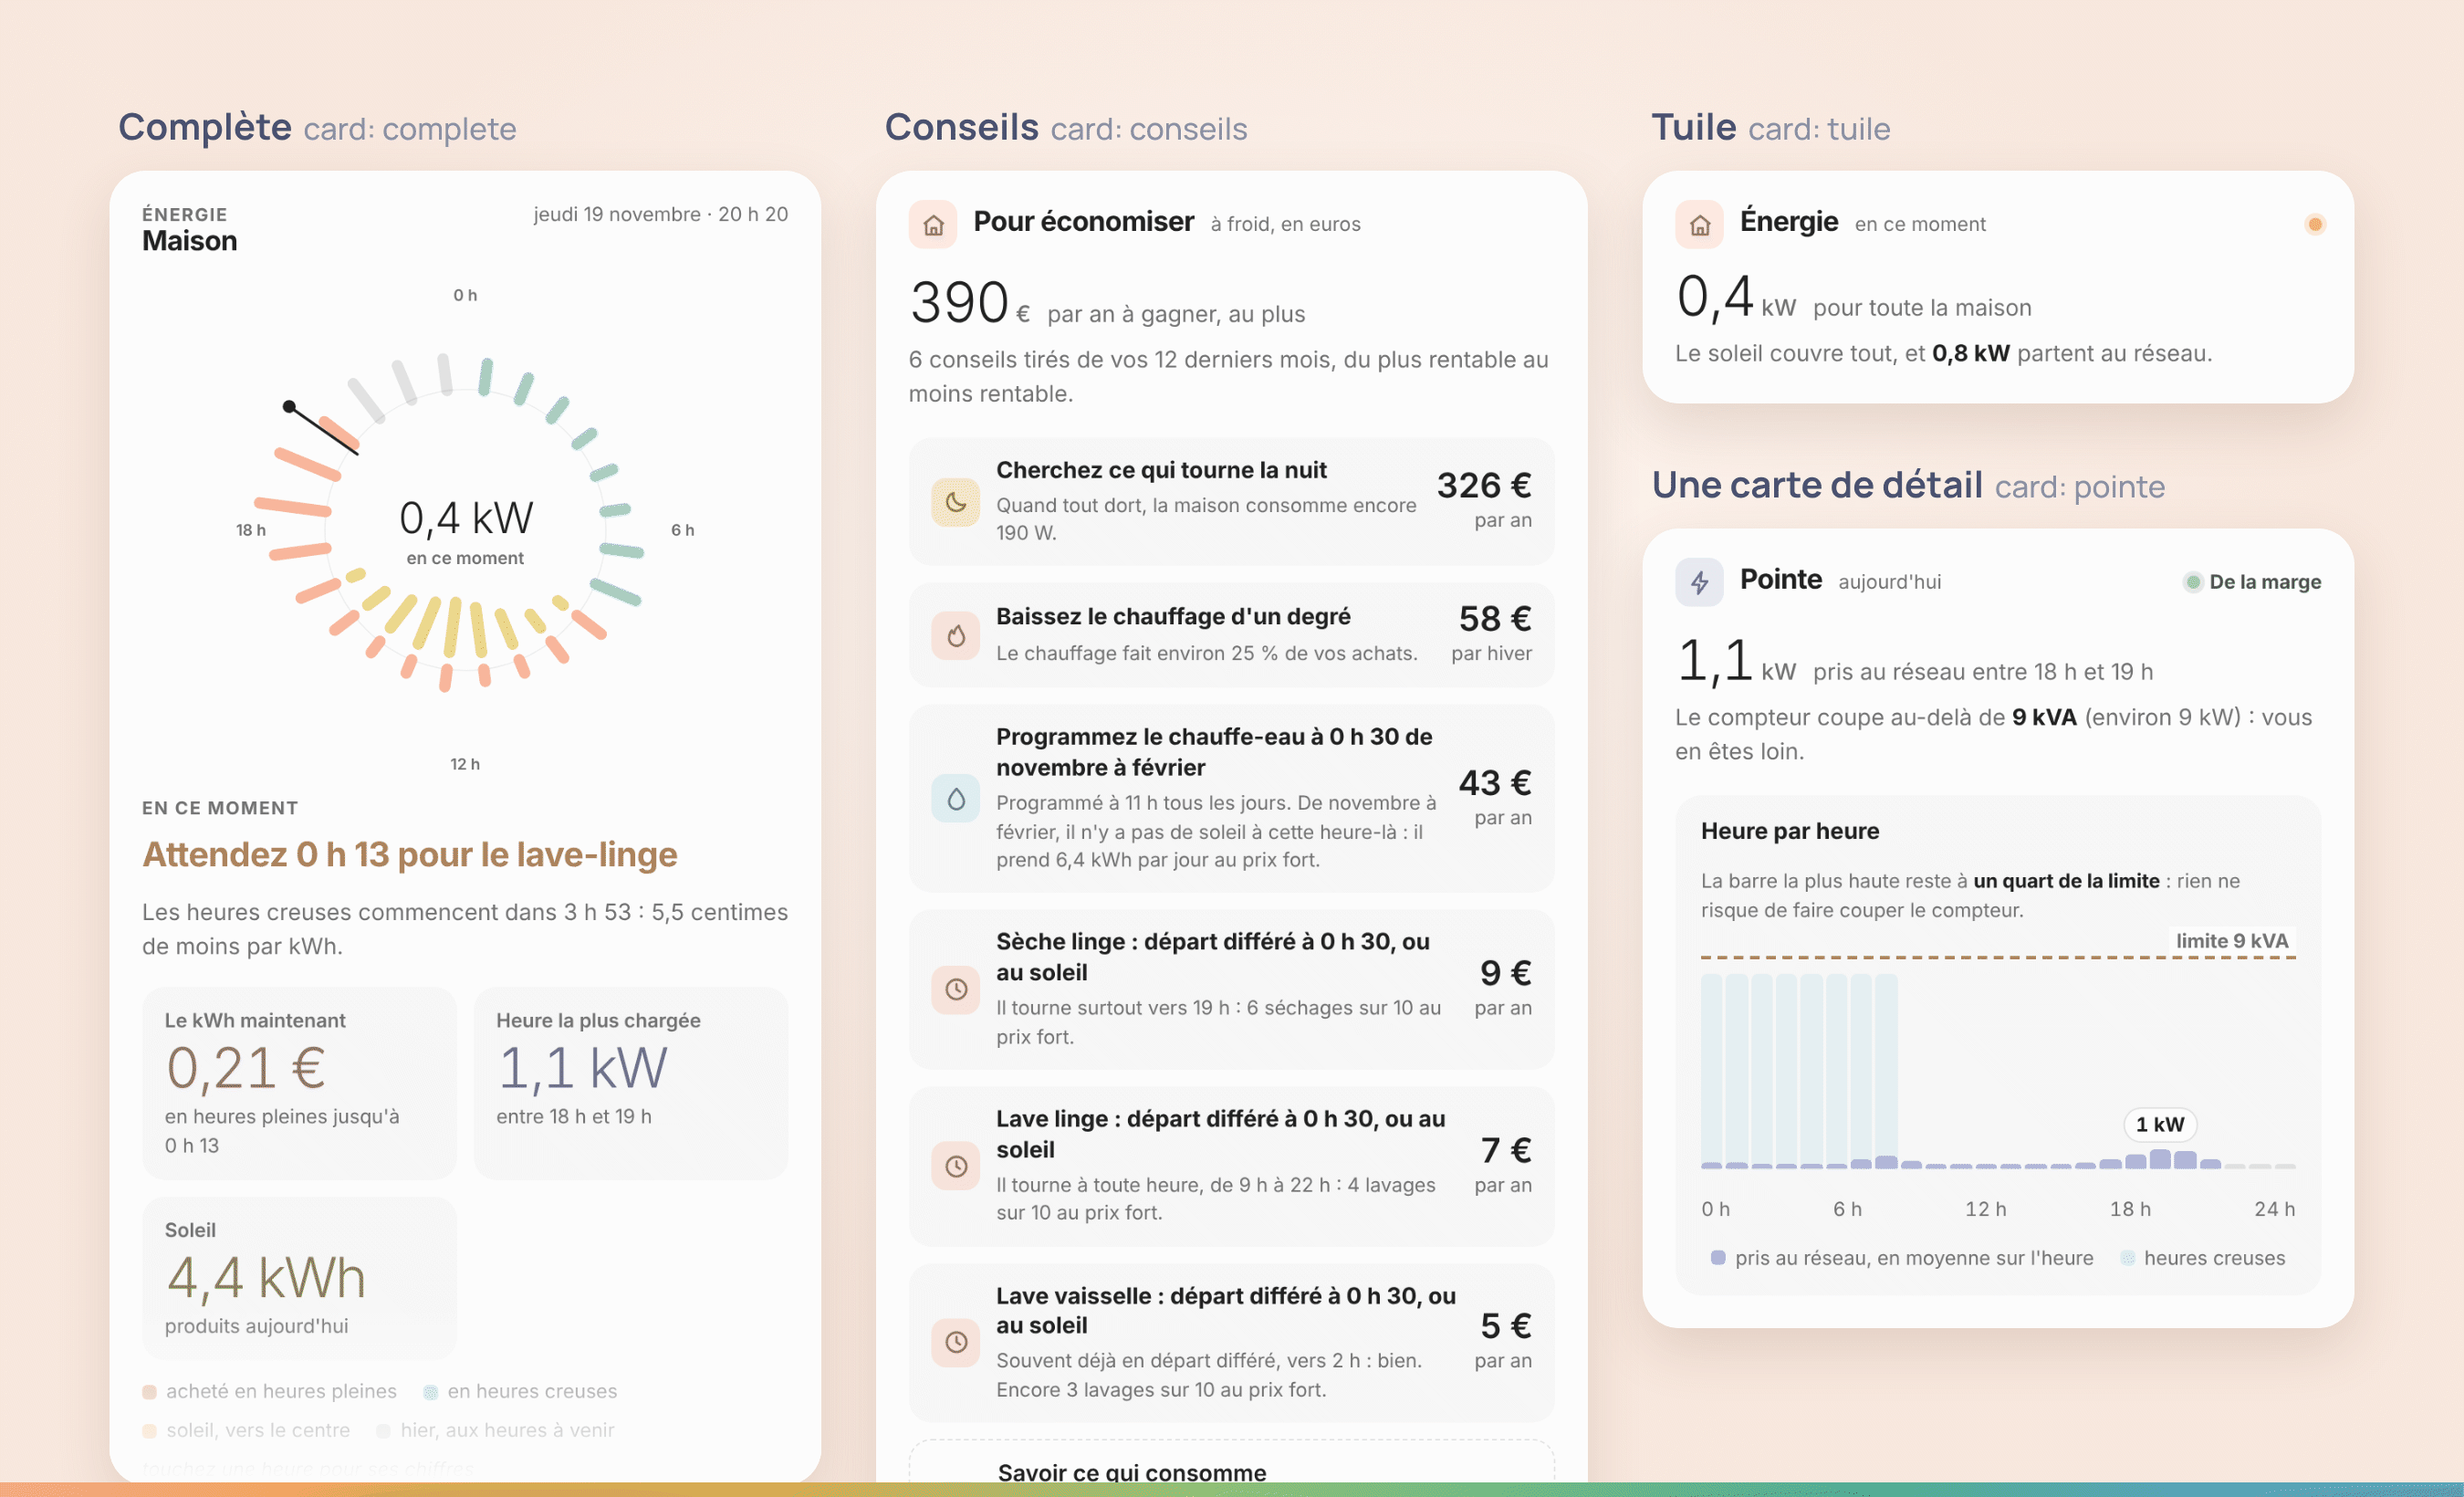 Complète card: complete
ÉNERGIE
Maison
jeudi 19 novembre · 20 h 20
0 h
18 h
6 h
12 h
0,4 kW
en ce moment
EN CE MOMENT
Attendez 0 h 13 pour le lave-linge
Les heures creuses commencent dans 3 h 53 : 5,5 centimes
de moins par kWh.
Le kWh maintenant
0,21 €
en heures pleines jusqu'à
0 h 13
Heure la plus chargée
1,1 kW
entre 18 h et 19 h
Soleil
4,4 kWh
produits aujourd'hui
acheté en heures pleines
en heures creuses
soleil, vers le centre
hier, aux heures à venir
touchez une heure pour ses chiffres
Conseils card: conseils
Pour économiser à froid, en euros
390 € par an à gagner, au plus
6 conseils tirés de vos 12 derniers mois, du plus rentable au
moins rentable.
Cherchez ce qui tourne la nuit
Quand tout dort, la maison consomme encore
190 W.
326 €
par an
Baissez le chauffage d'un degré
Le chauffage fait environ 25 % de vos achats.
58 €
par hiver
Programmez le chauffe-eau à 0 h 30 de
novembre à février
Programmé à 11 h tous les jours. De novembre à
février, il n'y a pas de soleil à cette heure-là : il
prend 6,4 kWh par jour au prix fort.
43 €
par an
Sèche linge : départ différé à 0 h 30, ou
au soleil
Il tourne surtout vers 19 h : 6 séchages sur 10 au
prix fort.
9 €
par an
Lave linge : départ différé à 0 h 30, ou au
soleil
Il tourne à toute heure, de 9 h à 22 h : 4 lavages
sur 10 au prix fort.
7 €
par an
Lave vaisselle : départ différé à 0 h 30, ou
au soleil
Souvent déjà en départ différé, vers 2 h : bien.
Encore 3 lavages sur 10 au prix fort.
5 €
par an
Savoir ce qui consomme
Tuile card: tuile
Énergie en ce moment
0,4 kW pour toute la maison
Le soleil couvre tout, et 0,8 kW partent au réseau.
Une carte de détail card: pointe
Pointe aujourd'hui
De la marge
1,1 kW pris au réseau entre 18 h et 19 h
Le compteur coupe au-delà de 9 kVA (environ 9 kW) : vous
en êtes loin.
Heure par heure
La barre la plus haute reste à un quart de la limite : rien ne
risque de faire couper le compteur.
limite 9 kVA
1 kW
0 h
6 h
12 h
18 h
24 h
pris au réseau, en moyenne sur l'heure
heures creuses